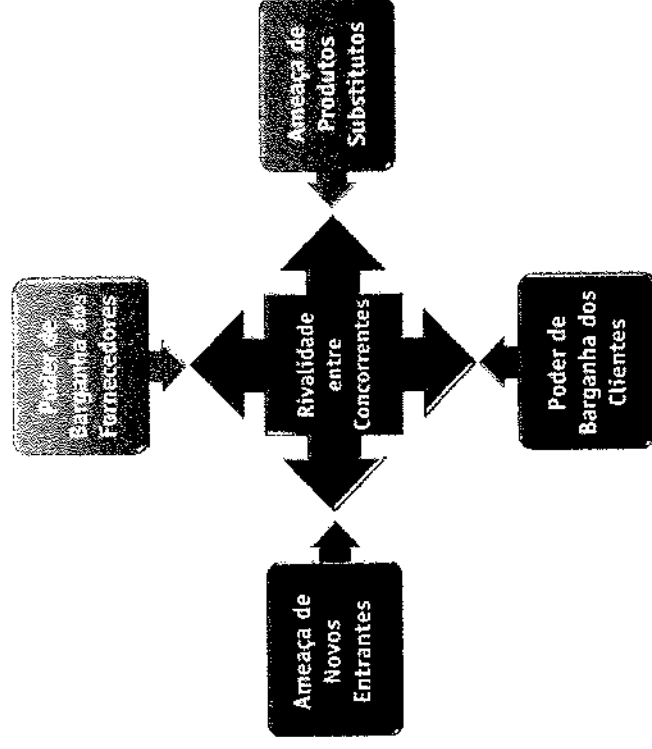 Ameaça de
Novos
Entrantes
Poder de
Barganha dos
Clientes
Rivalidade
entre
Concorrentes
Poder de
Barganha dos
Fornecedores
Ameaça de
Produtos
Substitutos